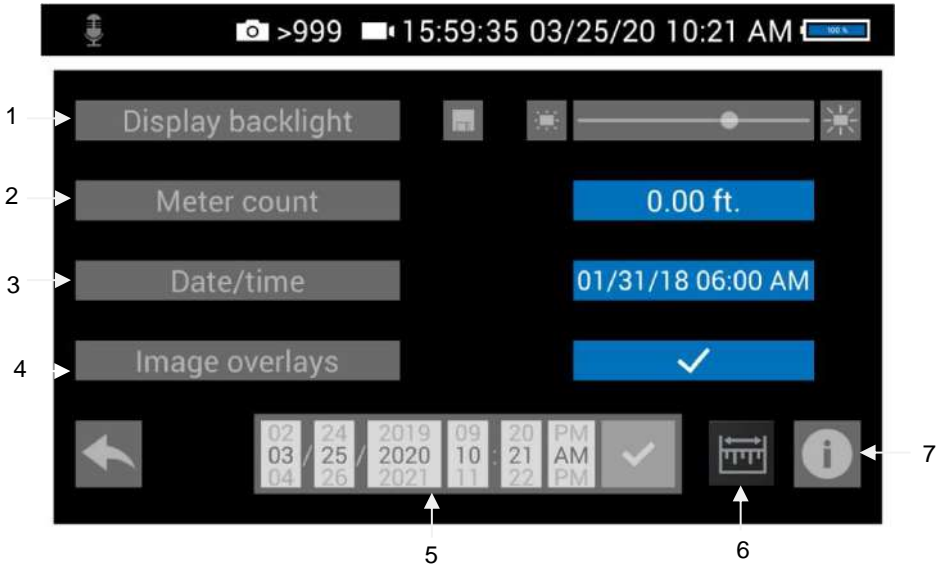 >999 15:59:35 03/25/20 10:21 AM 100 %
1 Display backlight
2 Meter count 0.00 ft.
3 Date/time 01/31/18 06:00 AM
4 Image overlays
02 24 2019 09 20 PM
03 / 25 / 2020 10 : 21 AM
04 26 2021 11 22 PM
i 7
5 6